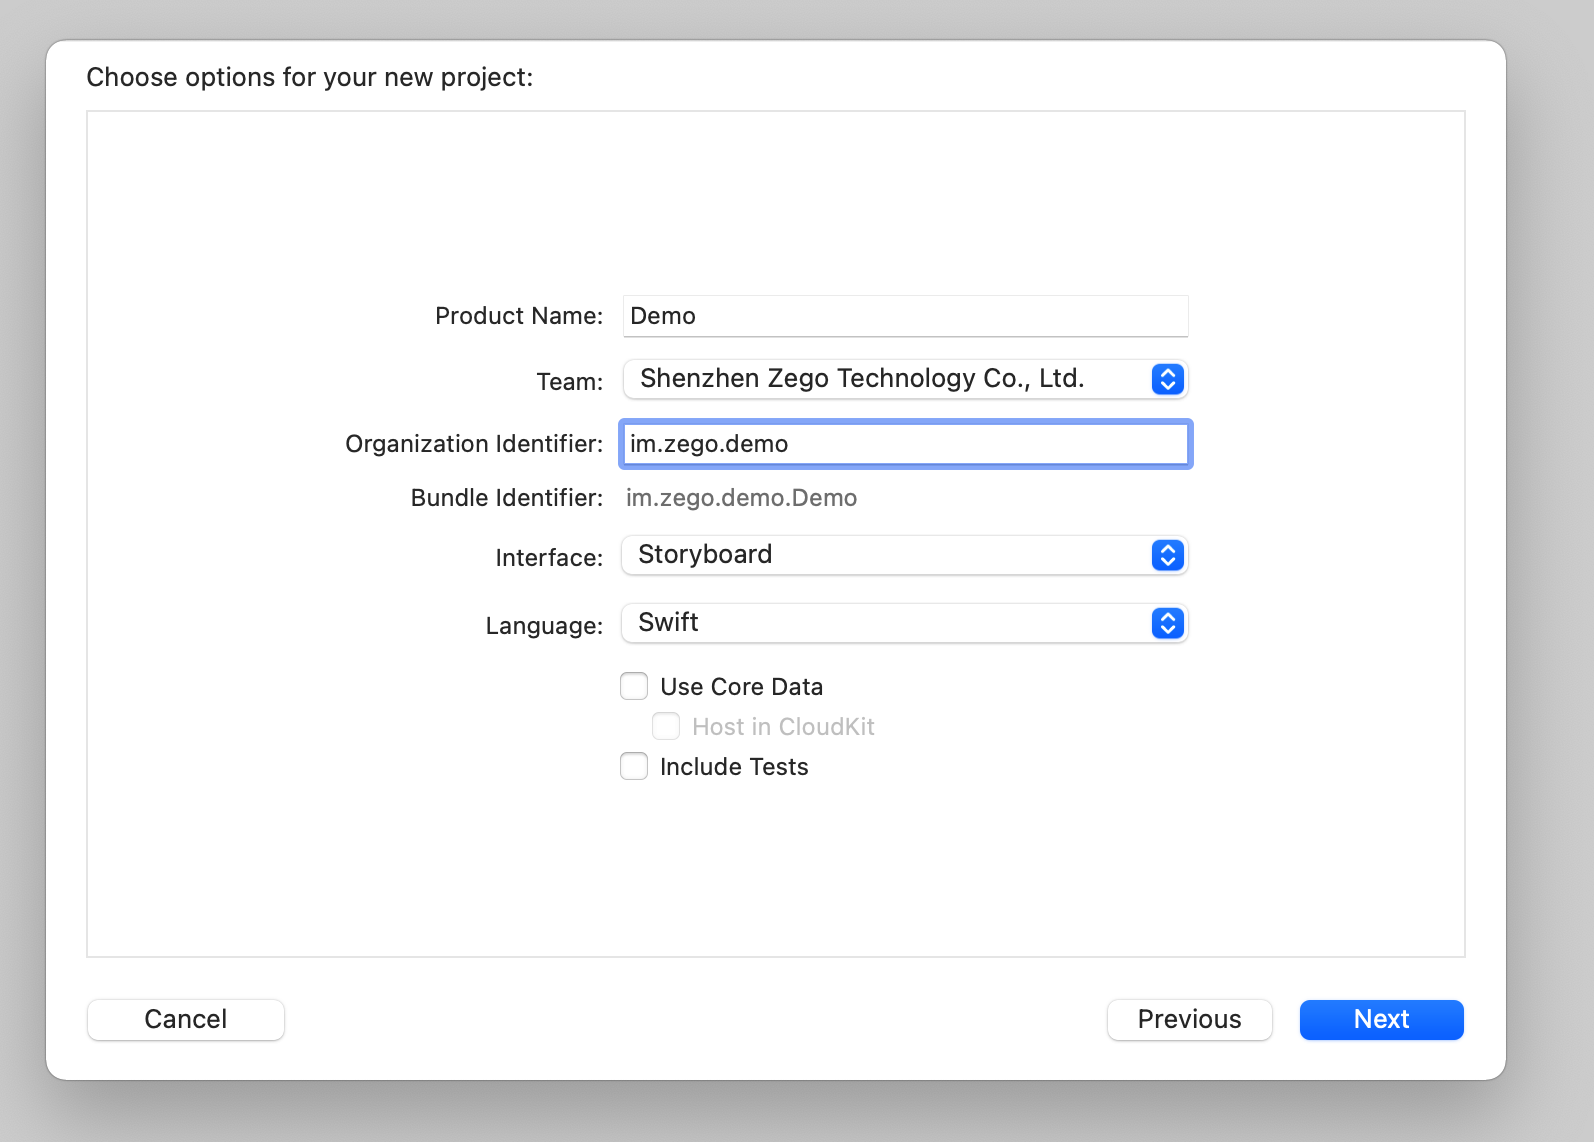 Choose options for your new project:
Product Name: Demo
Team: Shenzhen Zego Technology Co., Ltd.
Organization Identifier: im.zego.demo
Bundle Identifier: im.zego.demo.Demo
Interface: Storyboard
Language: Swift
Use Core Data
Host in CloudKit
Include Tests
Cancel Previous Next